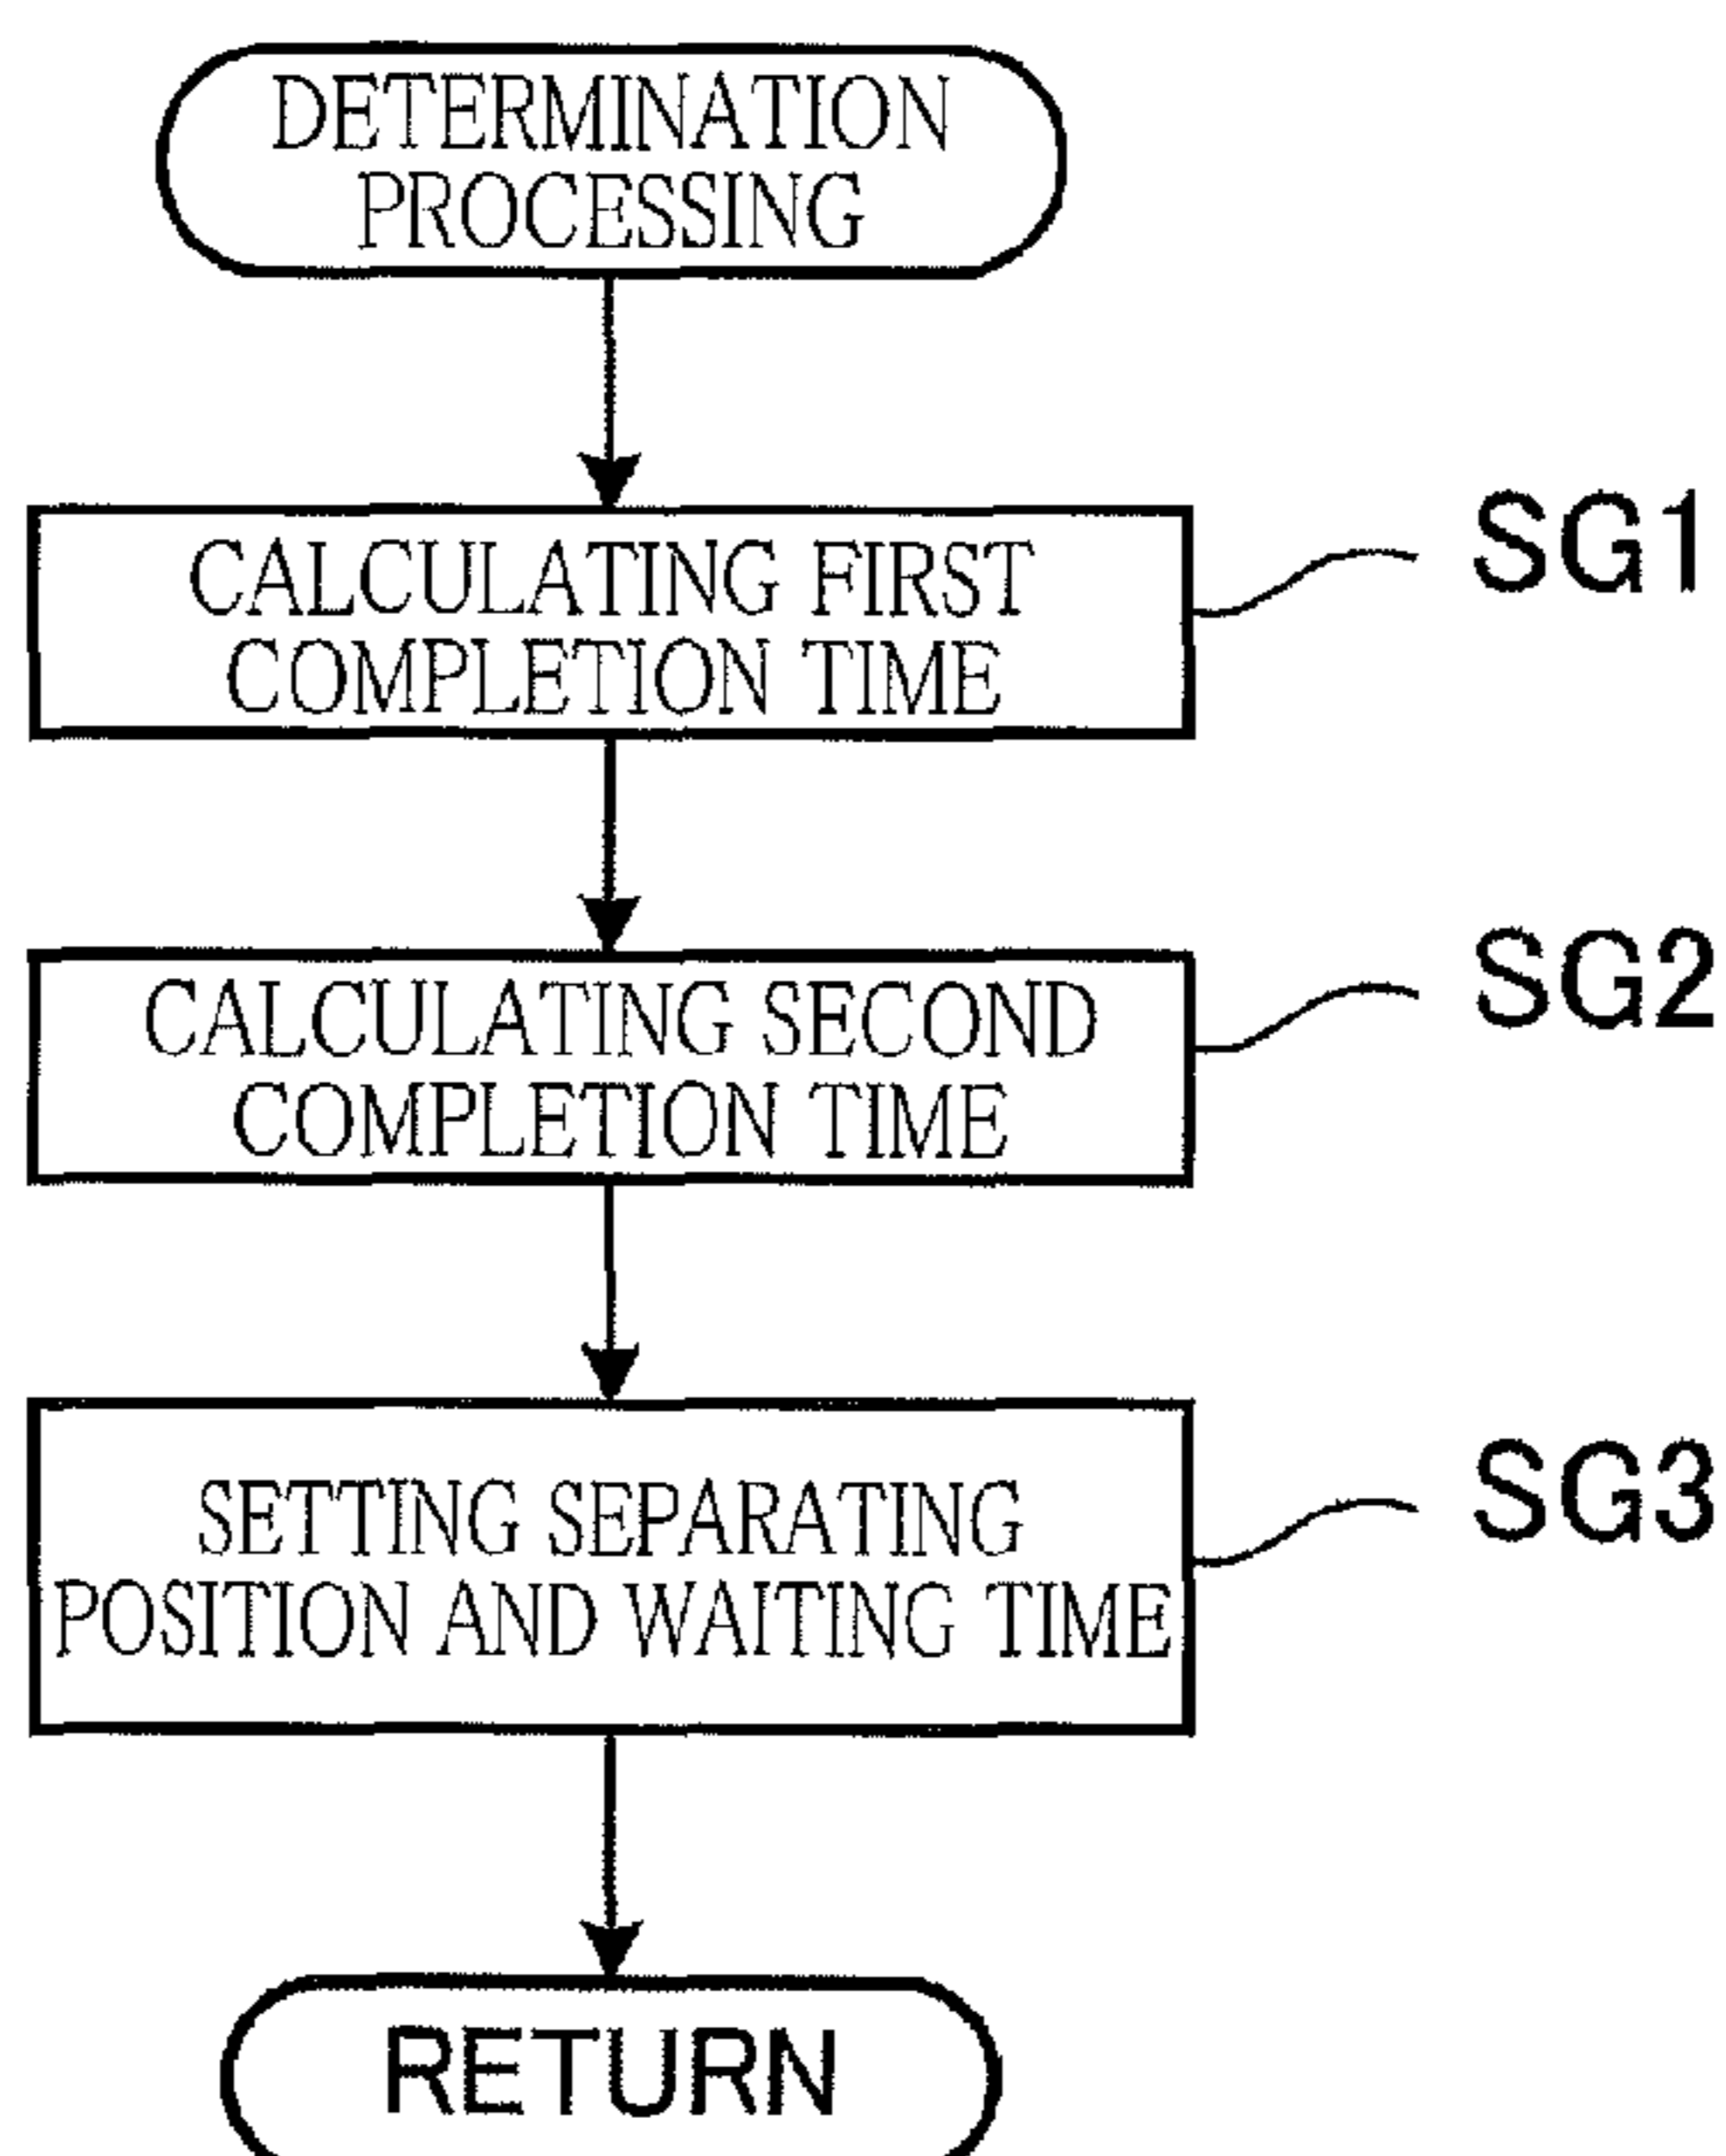 DETERMINATION
PROCESSING
CALCULATING FIRST
COMPLETION TIME
SG1
CALCULATING SECOND
COMPLETION TIME
SG2
SETTING SEPARATING
POSITION AND WAITING TIME
SG3
RETURN